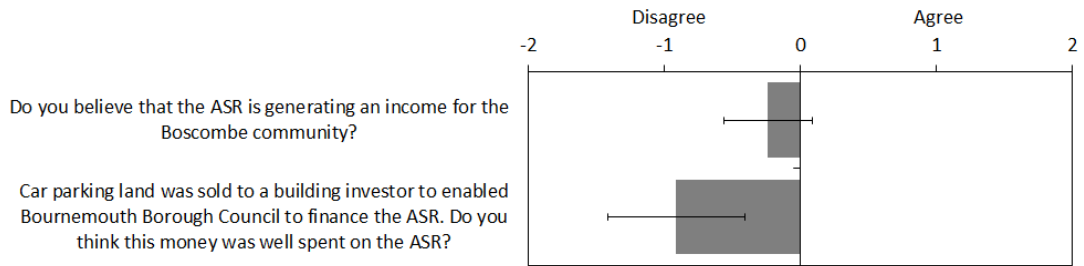 Disagree Agree
-2 -1 0 1 2
Do you believe that the ASR is generating an income for the
Boscombe community?
Car parking land was sold to a building investor to enabled
Bournemouth Borough Council to finance the ASR. Do you
think this money was well spent on the ASR?